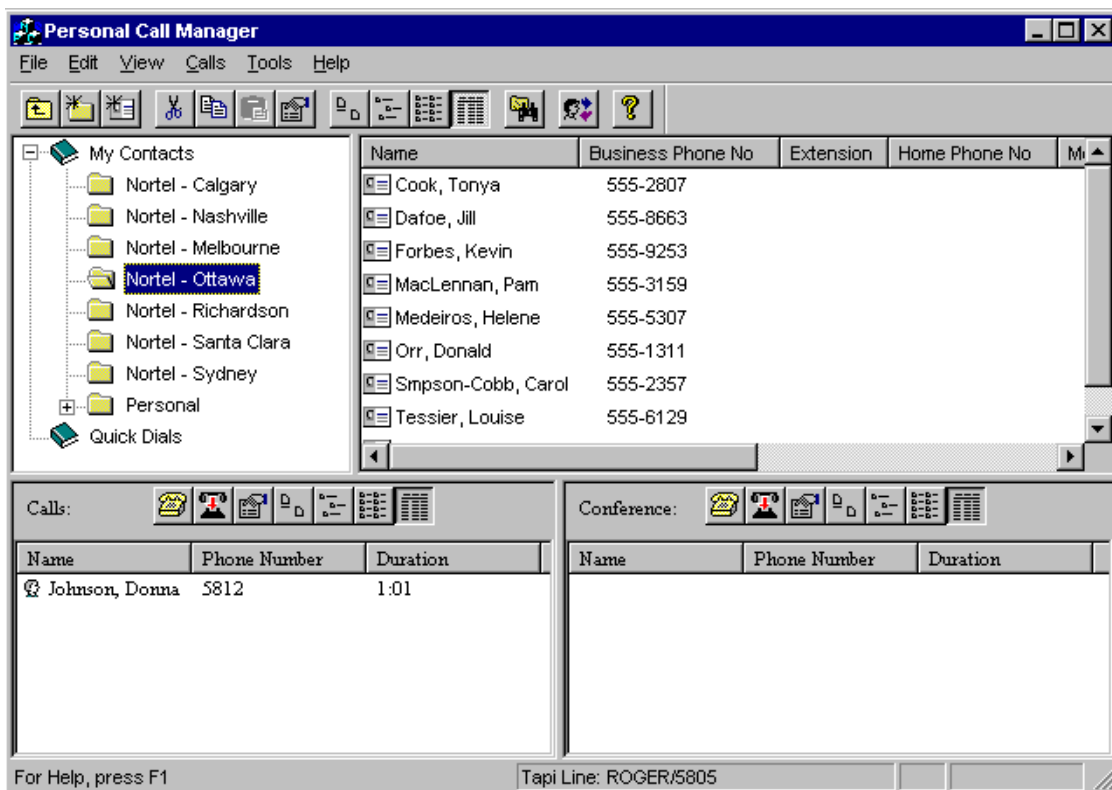 Personal Call Manager
File Edit View Calls Tools Help
My Contacts
Nortel - Calgary
Nortel - Nashville
Nortel - Melbourne
Nortel - Ottawa
Nortel - Richardson
Nortel - Santa Clara
Nortel - Sydney
Personal
Quick Dials
Name Business Phone No Extension Home Phone No
Cook, Tonya 555-2807
Dafoe, Jill 555-8663
Forbes, Kevin 555-9253
MacLennan, Pam 555-3159
Medeiros, Helene 555-5307
Orr, Donald 555-1311
Smpson-Cobb, Carol 555-2357
Tessier, Louise 555-6129
Calls:
Name Phone Number Duration
Johnson, Donna 5812 1:01
Conference:
Name Phone Number Duration
For Help, press F1 Tapi Line: ROGER/5805